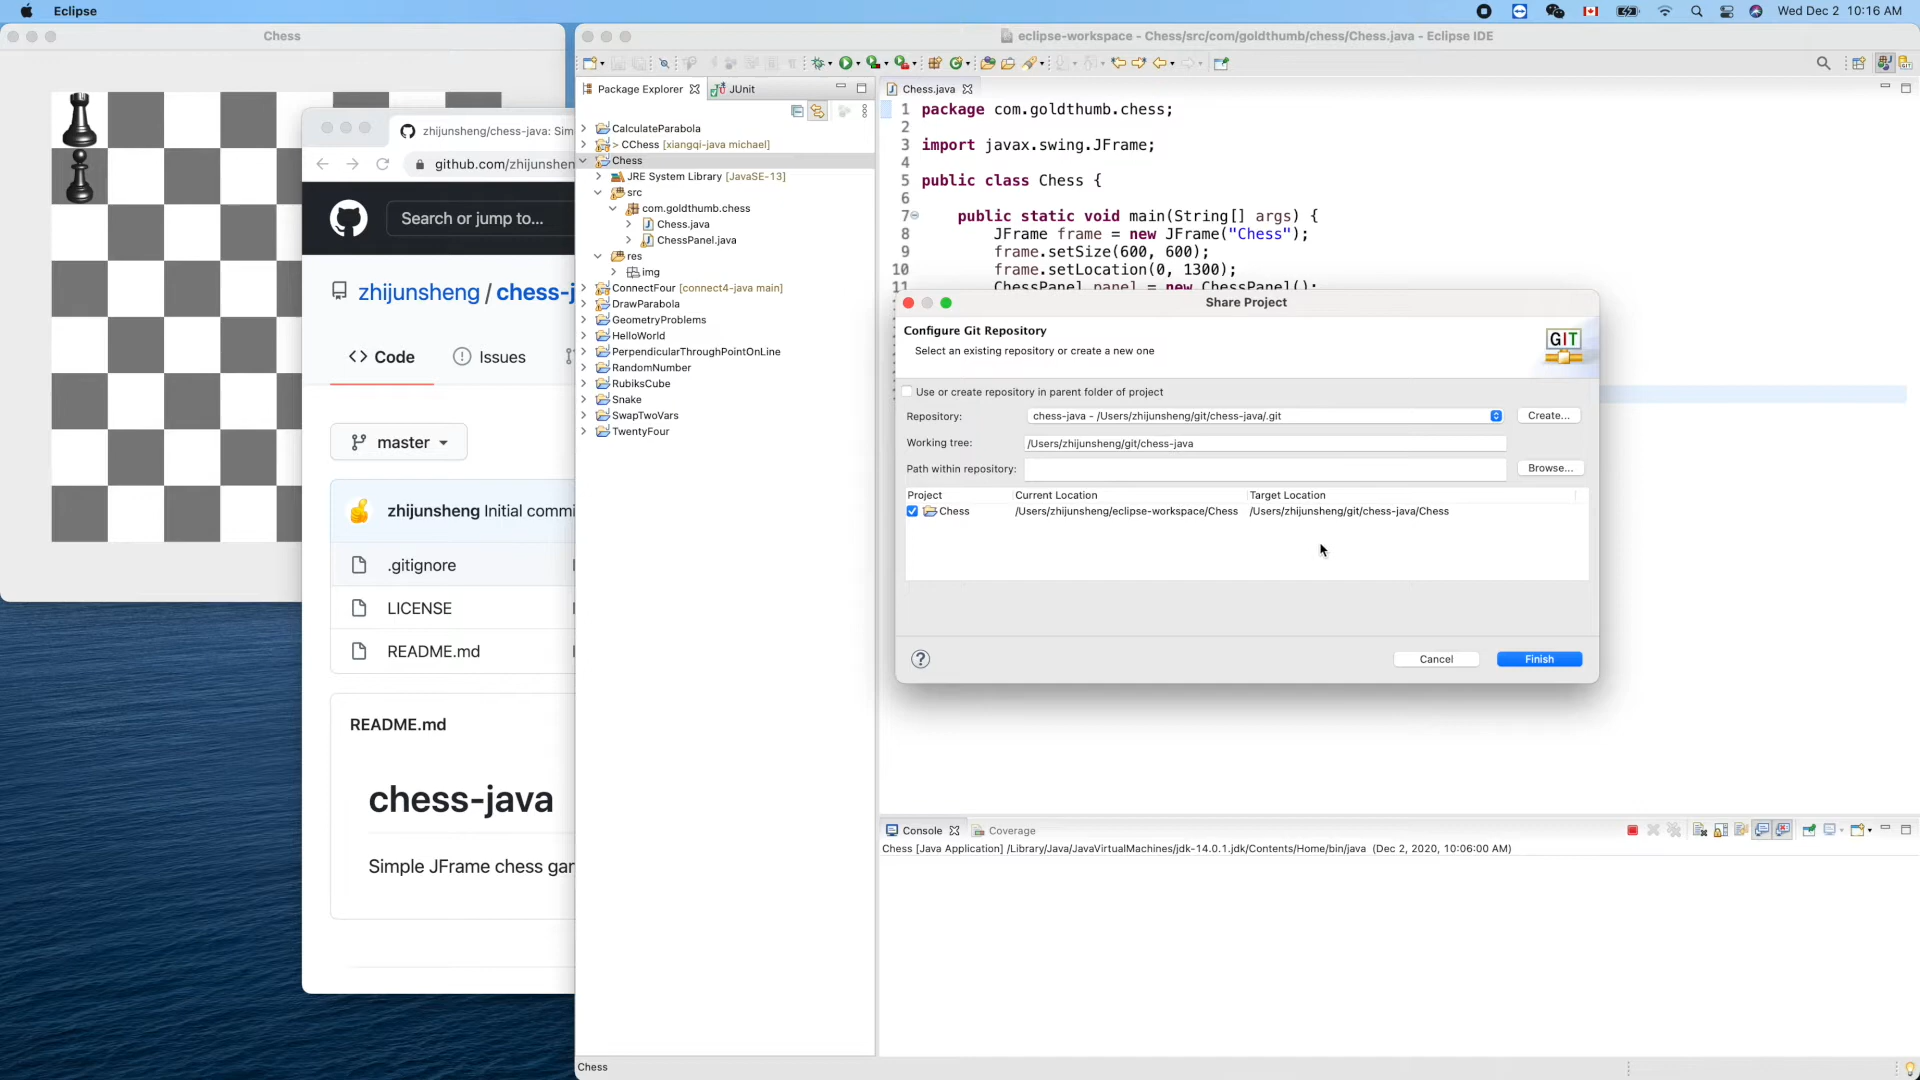 Eclipse
Wed Dec 2 10:16 AM
Chess
eclipse-workspace - Chess/src/com/goldthumb/chess/Chess.java - Eclipse IDE
Package Explorer
JUnit
CalculateParabola
> CChess [xiangqi-java michael]
Chess
JRE System Library [JavaSE-13]
src
com.goldthumb.chess
Chess.java
ChessPanel.java
res
img
ConnectFour [connect4-java main]
DrawParabola
GeometryProblems
HelloWorld
PerpendicularThroughPointOnLine
RandomNumber
RubiksCube
Snake
SwapTwoVars
TwentyFour
Chess.java
1 package com.goldthumb.chess;
2
3 import javax.swing.JFrame;
4
5 public class Chess {
6
7 public static void main(String[] args) {
8 JFrame frame = new JFrame("Chess");
9 frame.setSize(600, 600);
10 frame.setLocation(0, 1300);
11 ChessPanel panel = new ChessPanel();
zhijunsheng/chess-java: Sim
github.com/zhijunshen
Search or jump to...
zhijunsheng / chess-j
Code
Issues
master
zhijunsheng Initial commi
.gitignore
LICENSE
README.md
README.md
chess-java
Simple JFrame chess gam
Share Project
Configure Git Repository
Select an existing repository or create a new one
GIT
Use or create repository in parent folder of project
Repository:
chess-java - /Users/zhijunsheng/git/chess-java/.git
Create...
Working tree:
/Users/zhijunsheng/git/chess-java
Path within repository:
Browse...
Project Current Location Target Location
Chess /Users/zhijunsheng/eclipse-workspace/Chess /Users/zhijunsheng/git/chess-java/Chess
?
Cancel
Finish
Console
Coverage
Chess [Java Application] /Library/Java/JavaVirtualMachines/jdk-14.0.1.jdk/Contents/Home/bin/java (Dec 2, 2020, 10:06:00 AM)
Chess